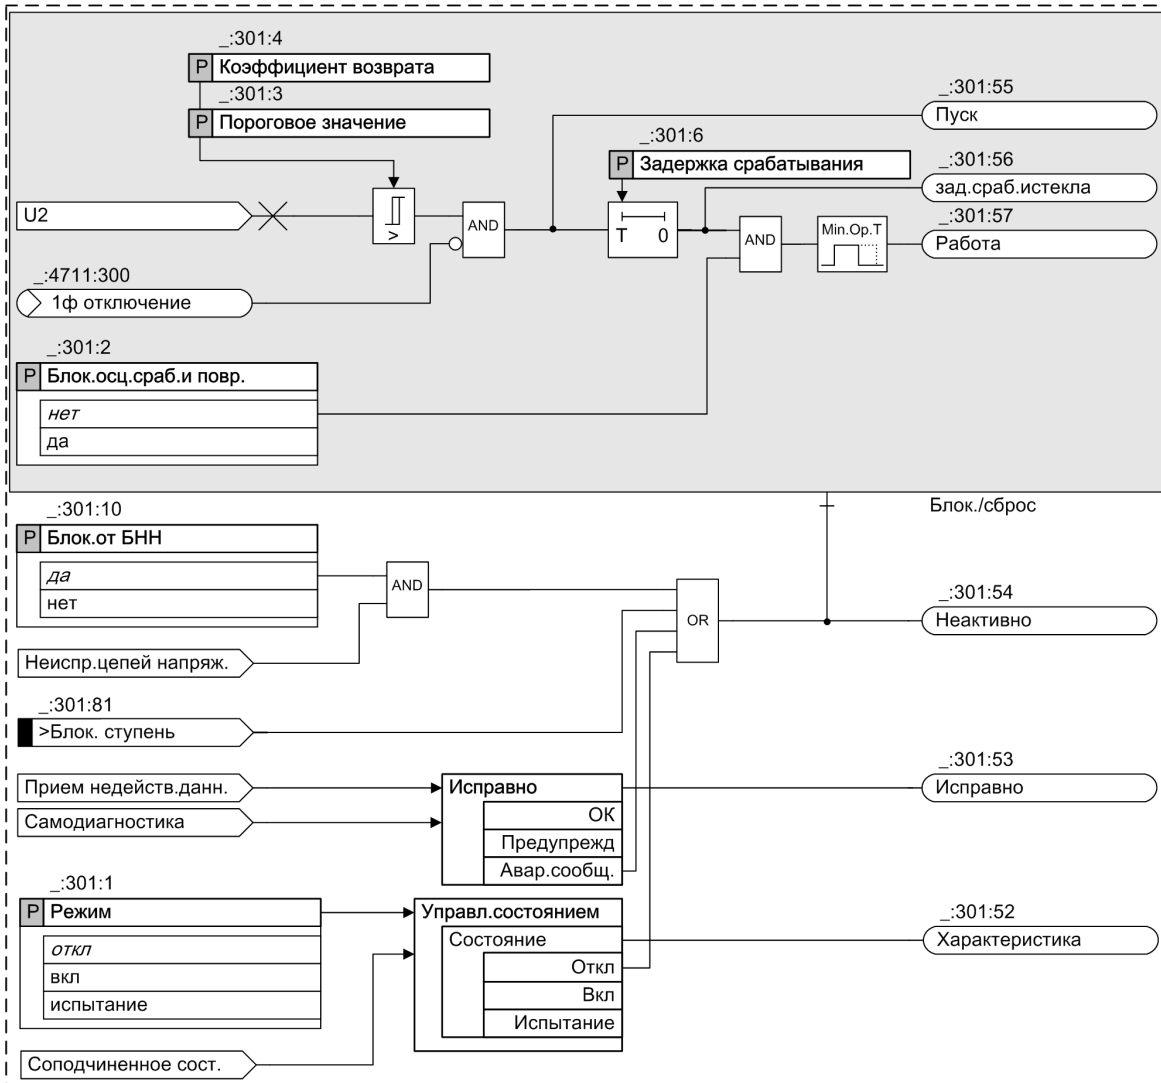 _:301:4
P Коэффициент возврата
_:301:3
P Пороговое значение
_:301:55
Пуск
_:301:6
P Задержка срабатывания
_:301:56
зад.сраб.истекла
_:301:57
Работа
U2
>
AND
T 0
AND
Min.Op.T
_:4711:300
1ф отключение
_:301:2
P Блок.осц.сраб.и повр.
нет
да
Блок./сброс
_:301:10
P Блок.от БНН
да
нет
AND
OR
_:301:54
Неактивно
Неиспр.цепей напряж.
_:301:81
>Блок. ступень
_:301:53
Исправно
Прием недейств.данн.
Самодиагностика
Исправно
ОК
Предупрежд
Авар.сообщ.
_:301:1
P Режим
откл
вкл
испытание
Управл.состоянием
Состояние
Откл
Вкл
Испытание
_:301:52
Характеристика
Соподчиненное сост.